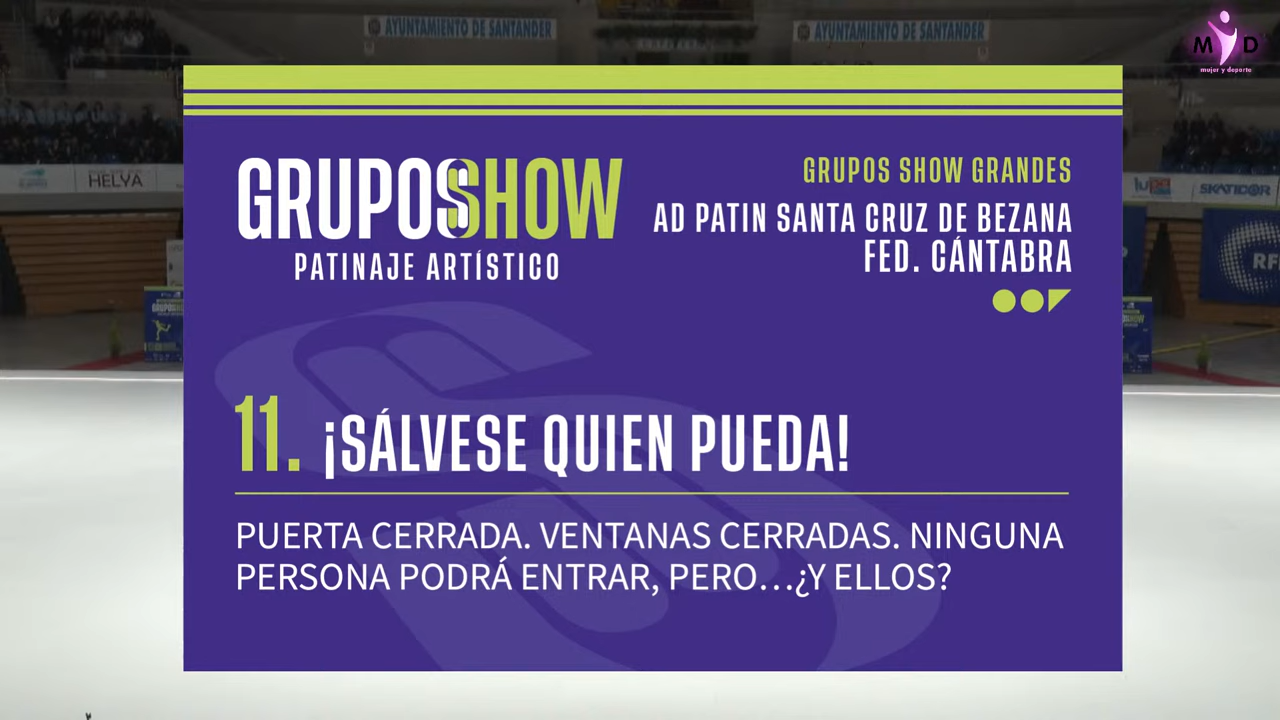 AYUNTAMIENTO DE SANTANDER
AYUNTAMIENTO DE SANTANDER
M D
mujer y deporte
HELYA
lupa
SKATIDOR
RF
GRUPOSSHOW
PATINAJE ARTÍSTICO
GRUPOS SHOW GRANDES
AD PATIN SANTA CRUZ DE BEZANA
FED. CÁNTABRA
11. ¡SÁLVESE QUIEN PUEDA!
PUERTA CERRADA. VENTANAS CERRADAS. NINGUNA
PERSONA PODRÁ ENTRAR, PERO...¿Y ELLOS?